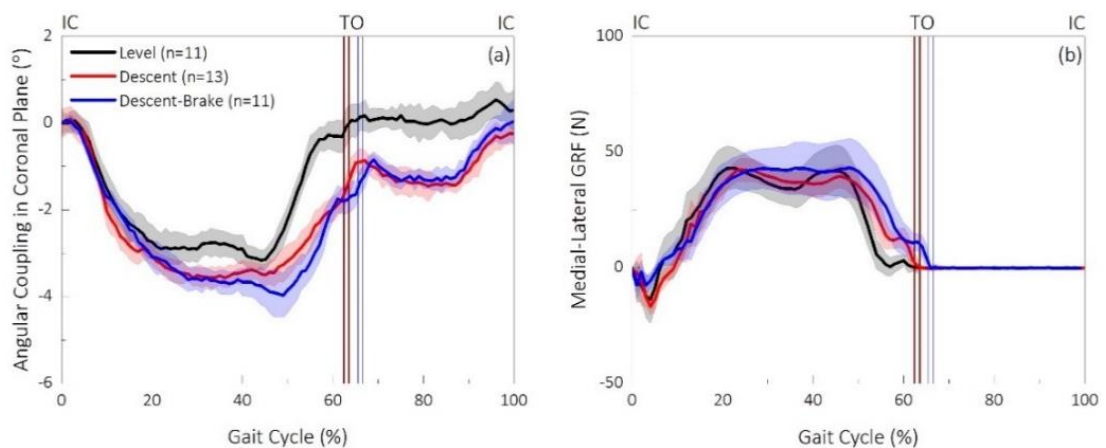 IC TO IC
2
0
-2
-4
-6
Angular Coupling in Coronal Plane (°)
Level (n=11)
Descent (n=13)
Descent-Brake (n=11)
(a)
0 20 40 60 80 100
Gait Cycle (%)
IC TO IC
100
50
0
-50
Medial-Lateral GRF (N)
(b)
0 20 40 60 80 100
Gait Cycle (%)